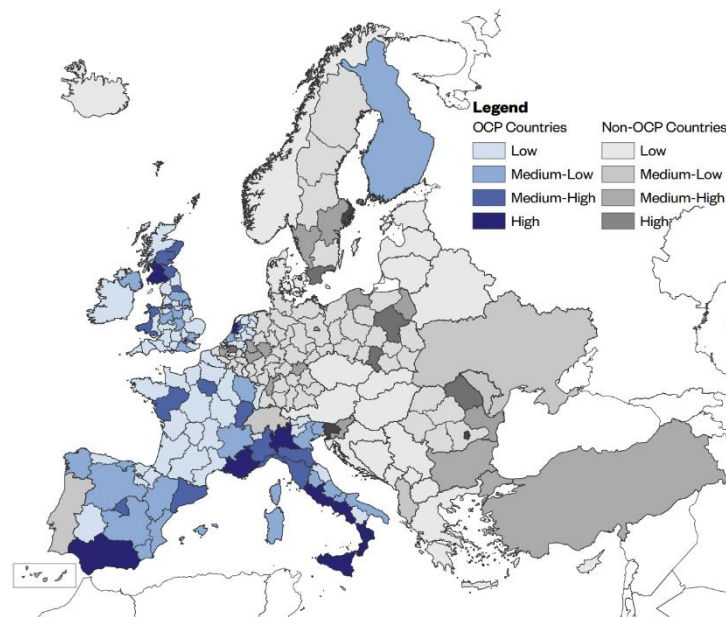 Legend
OCP Countries Non-OCP Countries
Low Low
Medium-Low Medium-Low
Medium-High Medium-High
High High